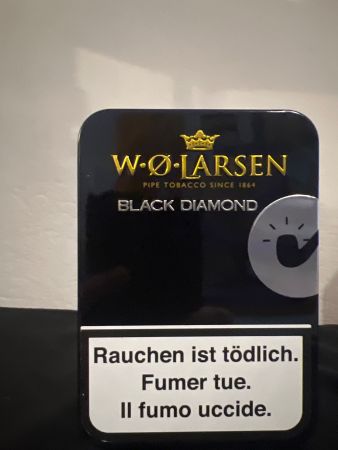 W·Ø·LARSEN
PIPE TOBACCO SINCE 1864
BLACK DIAMOND
Rauchen ist tödlich.
Fumer tue.
Il fumo uccide.